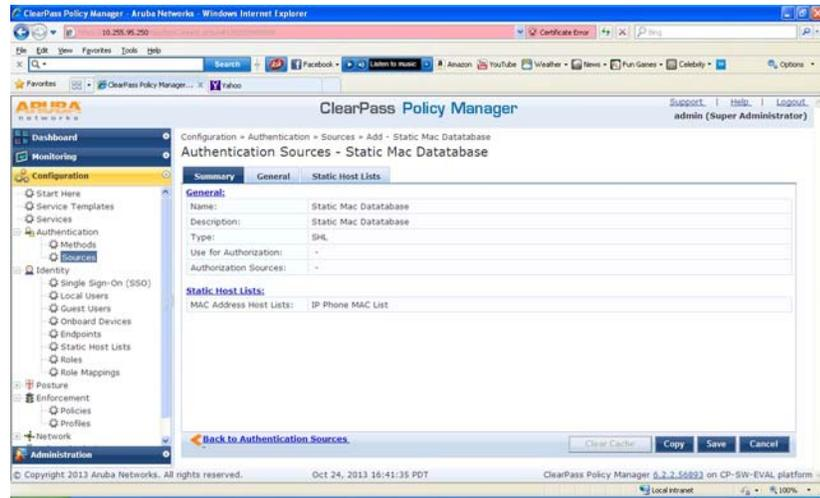 ClearPass Policy Manager - Aruba Networks - Windows Internet Explorer
10.255.95.250
Certificate Error
Bing
File Edit View Favorites Tools Help
Search
Facebook
Listen to music
Amazon
YouTube
Weather
News
Fun Games
Celebrity
Options
Favorites
ClearPass Policy Manager...
Yahoo
ARUBA
networks
ClearPass Policy Manager
Support | Help | Logout
admin (Super Administrator)
Dashboard
Monitoring
Configuration
Start Here
Service Templates
Services
Authentication
Methods
Sources
Identity
Single Sign-On (SSO)
Local Users
Guest Users
Onboard Devices
Endpoints
Static Host Lists
Roles
Role Mappings
Posture
Enforcement
Policies
Profiles
Network
Administration
Configuration » Authentication » Sources » Add - Static Mac Datatabase
Authentication Sources - Static Mac Datatabase
Summary General Static Host Lists
General:
Name: Static Mac Datatabase
Description: Static Mac Datatabase
Type: SHL
Use for Authorization: -
Authorization Sources: -
Static Host Lists:
MAC Address Host Lists: IP Phone MAC List
Back to Authentication Sources
Clear Cache Copy Save Cancel
© Copyright 2013 Aruba Networks. All rights reserved. Oct 24, 2013 16:41:35 PDT ClearPass Policy Manager 6.2.2.56893 on CP-SW-EVAL platform
Local intranet
100%